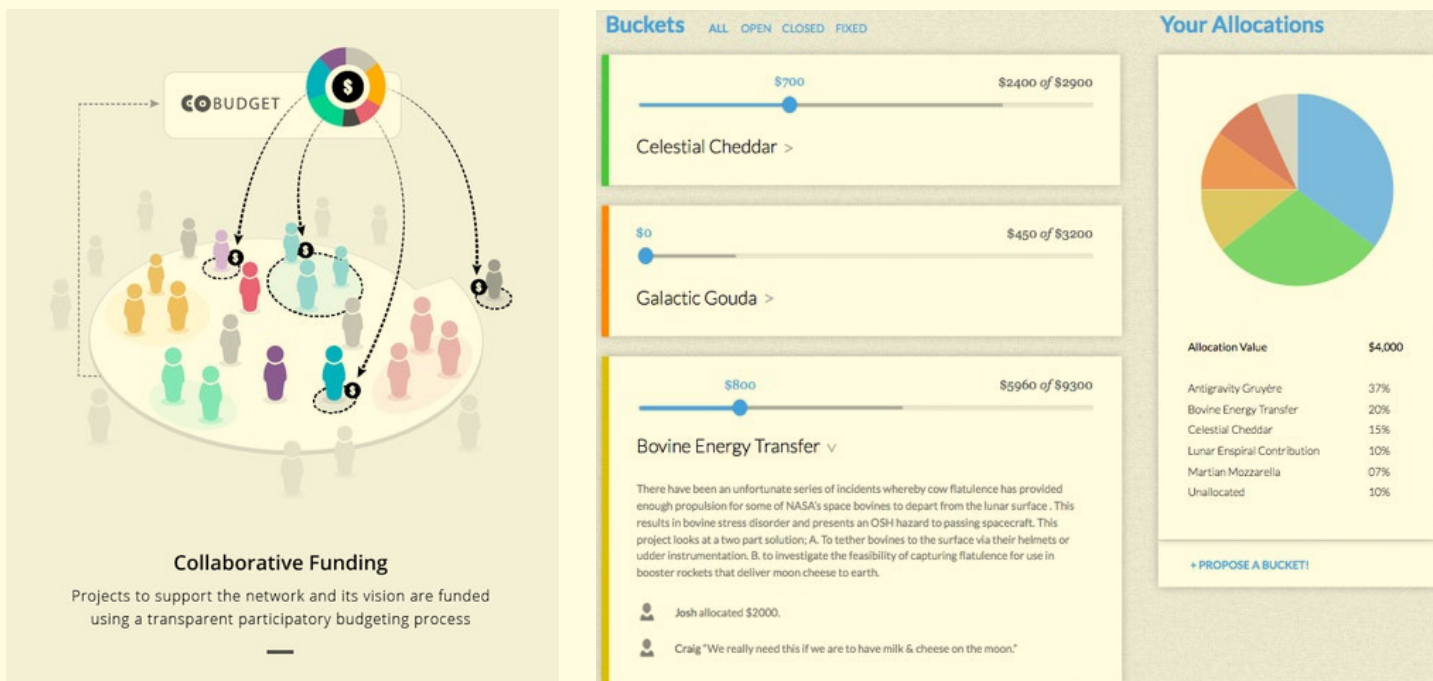 COBUDGET
$
$
$
$
$
Collaborative Funding
Projects to support the network and its vision are funded
using a transparent participatory budgeting process
Buckets ALL OPEN CLOSED FIXED
$700 $2400 of $2900
Celestial Cheddar >
$0 $450 of $3200
Galactic Gouda >
$800 $5960 of $9300
Bovine Energy Transfer v
There have been an unfortunate series of incidents whereby cow flatulence has provided
enough propulsion for some of NASA's space bovines to depart from the lunar surface . This
results in bovine stress disorder and presents an OSH hazard to passing spacecraft. This
project looks at a two part solution; A. To tether bovines to the surface via their helmets or
udder instrumentation. B. to investigate the feasibility of capturing flatulence for use in
booster rockets that deliver moon cheese to earth.
Josh allocated $2000.
Craig "We really need this if we are to have milk & cheese on the moon."
Your Allocations
Allocation Value $4,000
Antigravity Gruyère 37%
Bovine Energy Transfer 20%
Celestial Cheddar 15%
Lunar Enspiral Contribution 10%
Martian Mozzarella 07%
Unallocated 10%
+ PROPOSE A BUCKET!